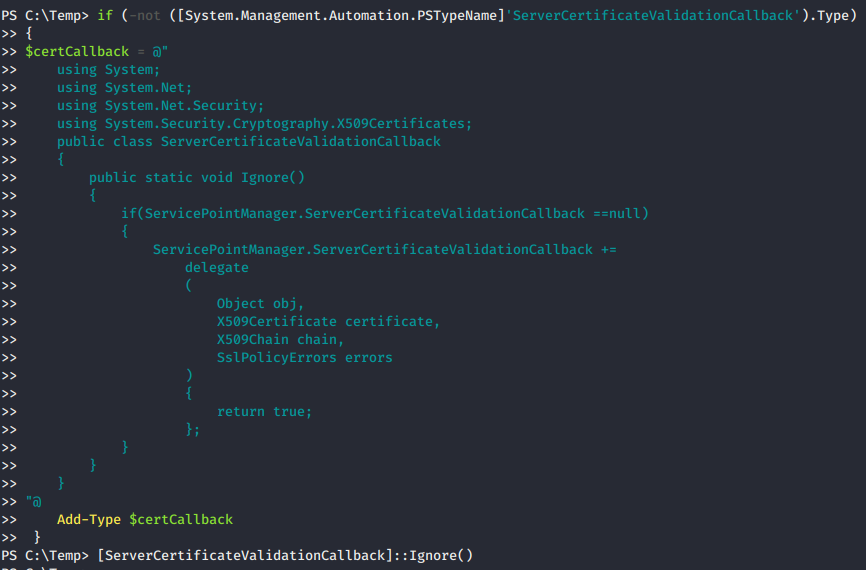 PS C:\Temp> if (-not ([System.Management.Automation.PSTypeName]'ServerCertificateValidationCallback').Type)
>> {
>> $certCallback = @"
>>     using System;
>>     using System.Net;
>>     using System.Net.Security;
>>     using System.Security.Cryptography.X509Certificates;
>>     public class ServerCertificateValidationCallback
>>     {
>>         public static void Ignore()
>>         {
>>             if(ServicePointManager.ServerCertificateValidationCallback ==null)
>>             {
>>                 ServicePointManager.ServerCertificateValidationCallback +=
>>                     delegate
>>                     (
>>                         Object obj,
>>                         X509Certificate certificate,
>>                         X509Chain chain,
>>                         SslPolicyErrors errors
>>                     )
>>                     {
>>                         return true;
>>                     };
>>             }
>>         }
>>     }
>> "@
>>     Add-Type $certCallback
>>  }
PS C:\Temp> [ServerCertificateValidationCallback]::Ignore()